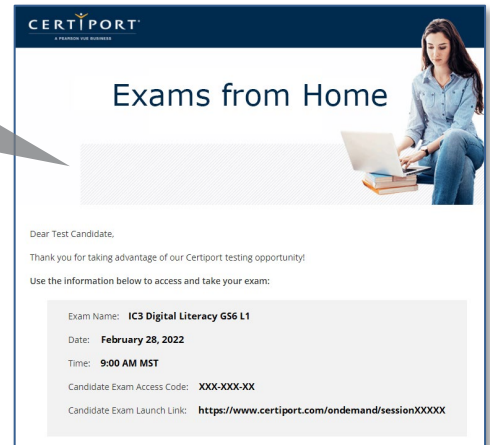 CERTIPORT
A PEARSON VUE BUSINESS
Exams from Home
Dear Test Candidate,
Thank you for taking advantage of our Certiport testing opportunity!
Use the information below to access and take your exam:
Exam Name: IC3 Digital Literacy GS6 L1
Date: February 28, 2022
Time: 9:00 AM MST
Candidate Exam Access Code: XXX-XXX-XX
Candidate Exam Launch Link: https://www.certiport.com/ondemand/sessionXXXXX